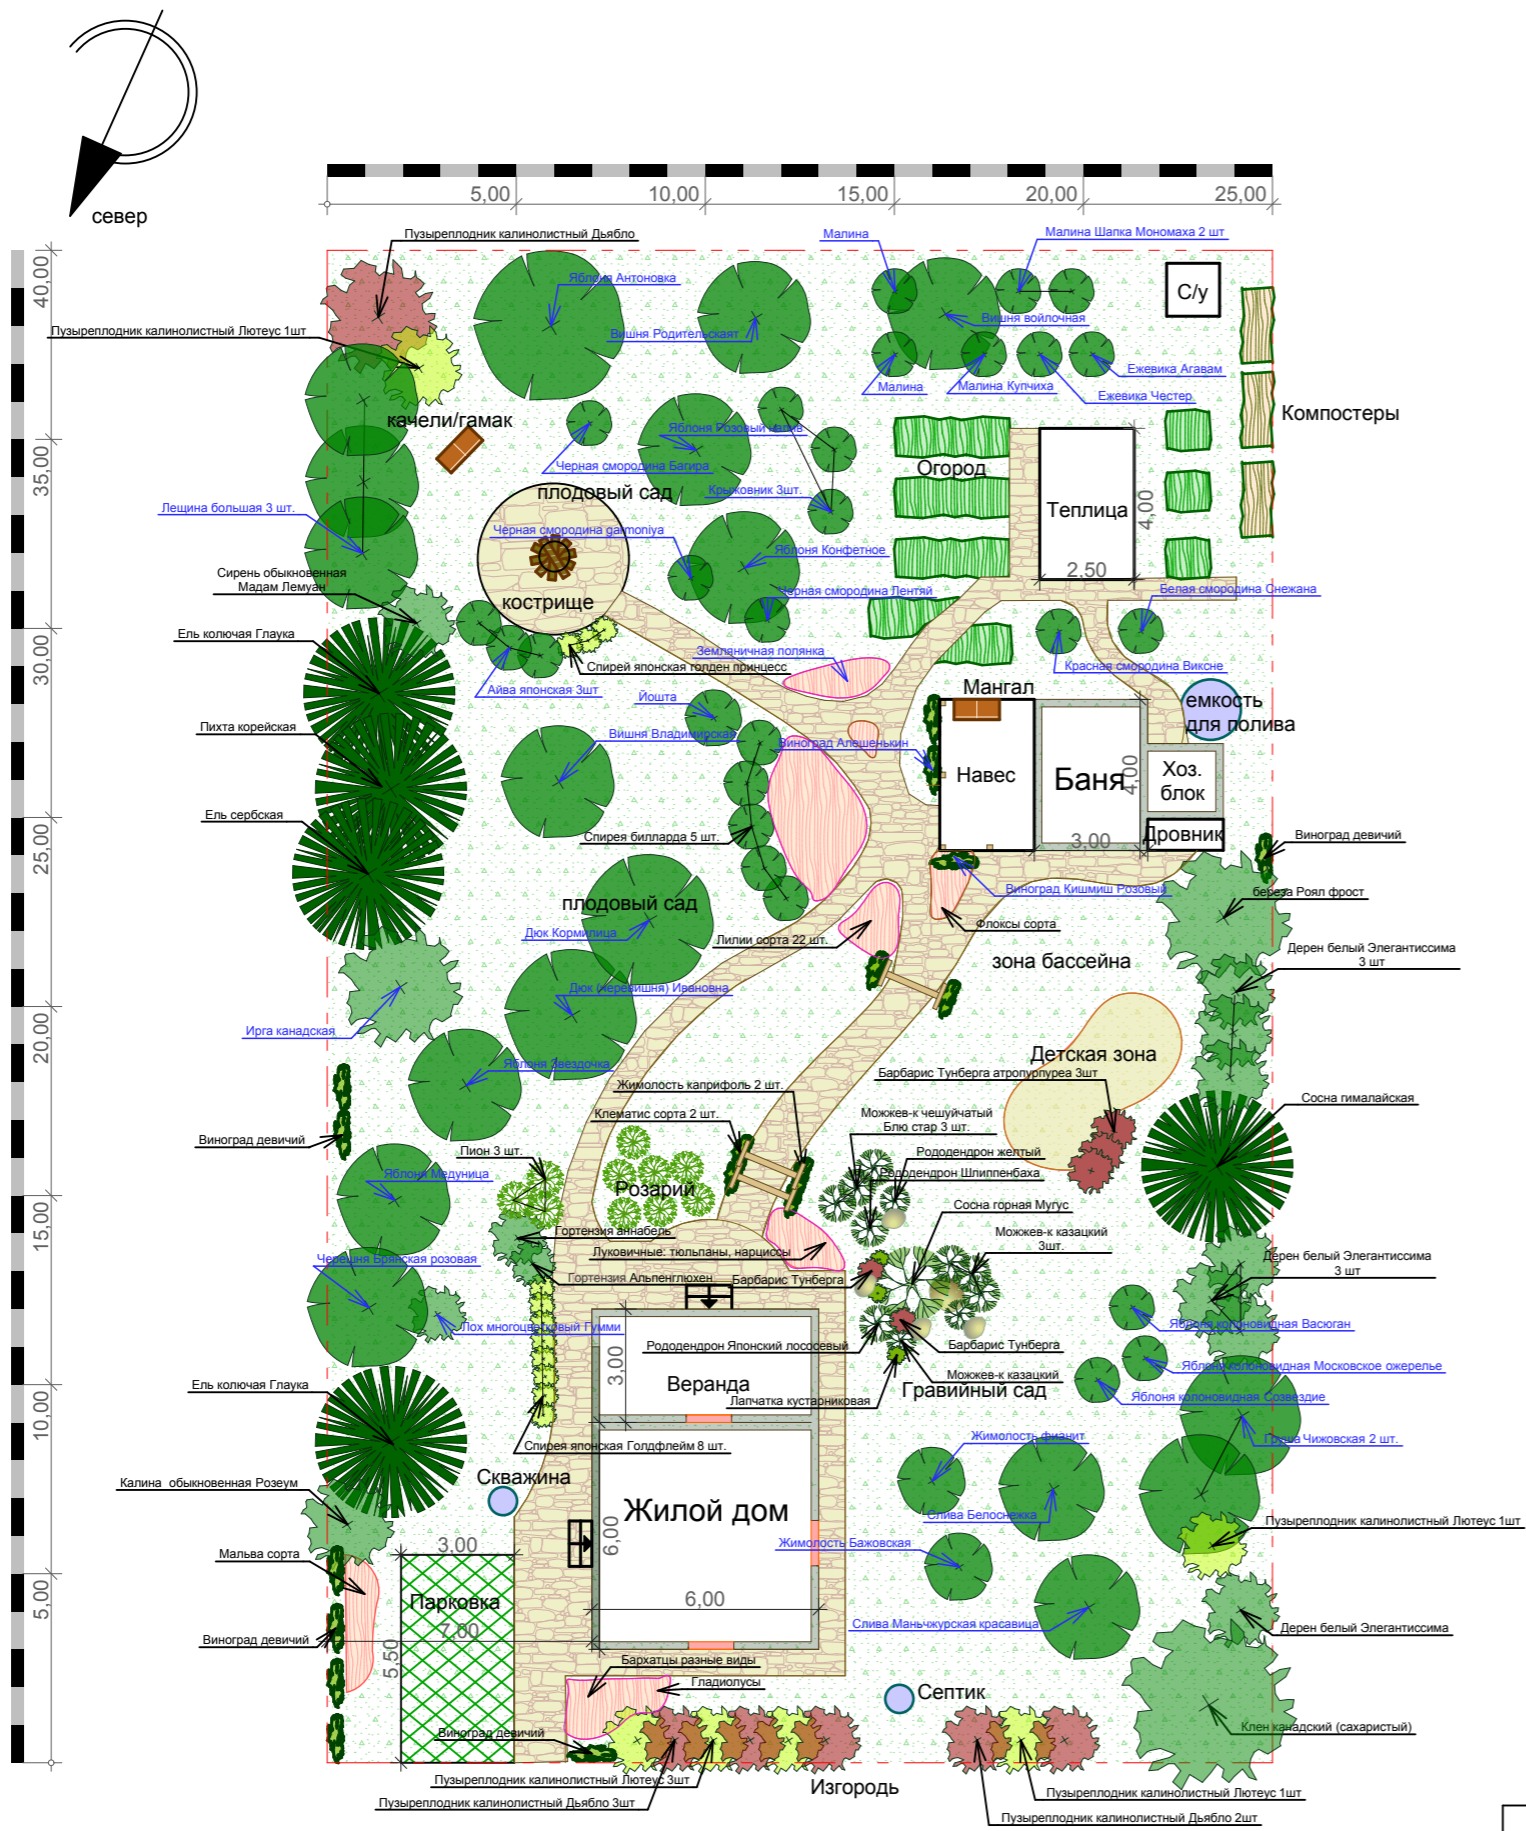 север
5,00
10,00
15,00
20,00
25,00
40,00
35,00
30,00
25,00
20,00
15,00
10,00
5,00
Пузыреплодник калинолистный Дьябло
Малина
Малина Шапка Мономаха 2 шт
Яблоня Антоновка
С/у
Пузыреплодник калинолистный Лютеус 1шт
Вишня Родительскаят
Вишня войлочная
Ежевика Агавам
Малина
Малина Купчиха
Ежевика Честер
качели/гамак
Компостеры
Яблоня Розовый налив
Черная смородина Багира
Огород
плодовый сад
Крыжовник 3шт.
Теплица
4,00
Лещина большая 3 шт.
Черная смородина garmoniya
Яблоня Конфетное
2,50
Сирень обыкновенная
Мадам Лемуан
кострище
Черная смородина Лентяй
Белая смородина Снежана
Ель колючая Глаука
Земляничная полянка
Спирей японская голден принцесс
Красная смородина Виксне
Айва японская 3шт
Йошта
Мангал
емкость
для полива
Пихта корейская
Вишня Владимирская
Виноград Алешенькин
Навес
Баня
4,00
Хоз.
блок
Ель сербская
Спирея билларда 5 шт.
3,00
Дровник
Виноград девичий
Виноград Кишмиш Розовый
береза Роял фрост
плодовый сад
Дюк Кормилица
Лилии сорта 22 шт.
Флоксы сорта
Дерен белый Элегантиссима
3 шт
зона бассейна
Дюк (черевишня) Ивановна
Ирга канадская
Яблоня Звездочка
Детская зона
Барбарис Тунберга атропурпуреа 3шт
Жимолость каприфоль 2 шт.
Сосна гималайская
Клематис сорта 2 шт.
Можжев-к чешуйчатый
Блю стар 3 шт.
Виноград девичий
Пион 3 шт.
Рододендрон желтый
Яблоня Медуница
Рододендрон Шлиппенбаха
Розарий
Сосна горная Мугус
Гортензия аннабель
Можжев-к казацкий
3шт.
Луковичные: тюльпаны, нарциссы
Черешня Брянская розовая
Дерен белый Элегантиссима
3 шт
Гортензия Альпенглюхен
Барбарис Тунберга
Лох многоцветковый Гумми
Яблоня колоновидная Васюган
3,00
Рододендрон Японский лососевый
Барбарис Тунберга
Яблоня колоновидная Московское ожерелье
Ель колючая Глаука
Веранда
Можжев-к казацкий
Лапчатка кустарниковая
Гравийный сад
Яблоня колоновидная Созвездие
Спирея японская Голдфлейм 8 шт.
Жимолость фианит
Груша Чижовская 2 шт.
Скважина
Калина обыкновенная Розеум
Жилой дом
Слива Белоснежка
Пузыреплодник калинолистный Лютеус 1шт
3,00
6,00
Жимолость Бажовская
Мальва сорта
Парковка
6,00
Слива Маньчжурская красавица
7,00
Дерен белый Элегантиссима
Виноград девичий
5,50
Бархатцы разные виды
Гладиолусы
Септик
Виноград девичий
Клен канадский (сахаристый)
Пузыреплодник калинолистный Лютеус 3шт
Изгородь
Пузыреплодник калинолистный Лютеус 1шт
Пузыреплодник калинолистный Дьябло 3шт
Пузыреплодник калинолистный Дьябло 2шт